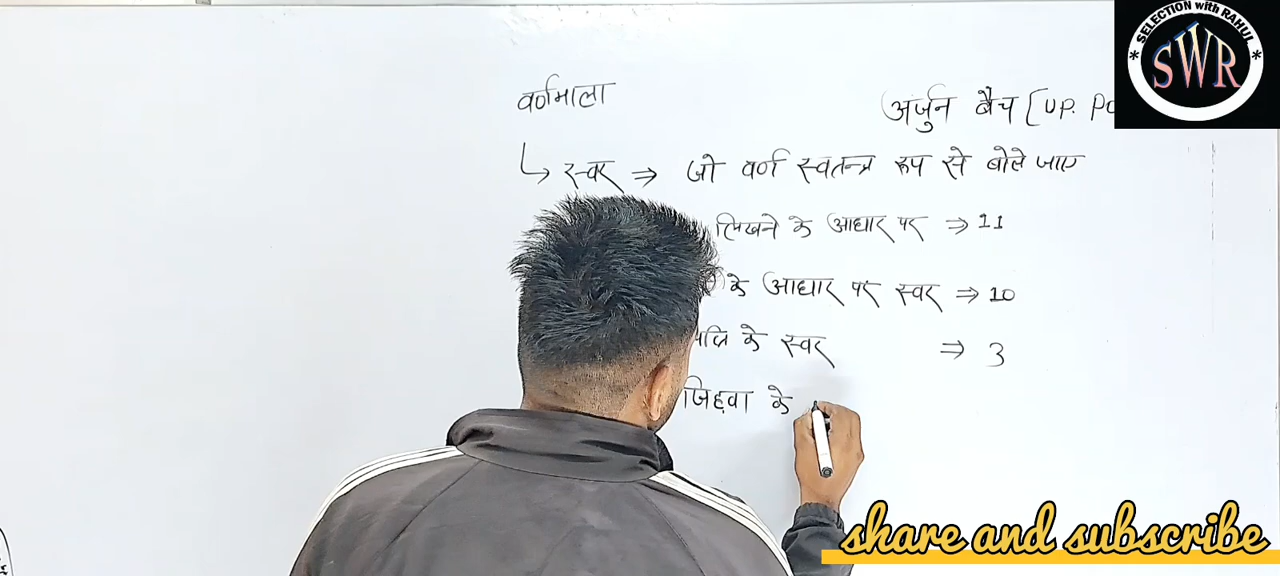 SELECTION with RAHUL
* SWR *
वर्णमाला
अर्जुन बैच [UP.
↳ स्वर ⇒ जो वर्ण स्वतन्त्र रूप से बोले जाए
लिखने के आधार पर ⇒ 11
के आधार पर स्वर ⇒ 10
के स्वर ⇒ 3
जिह्वा के
share and subscribe